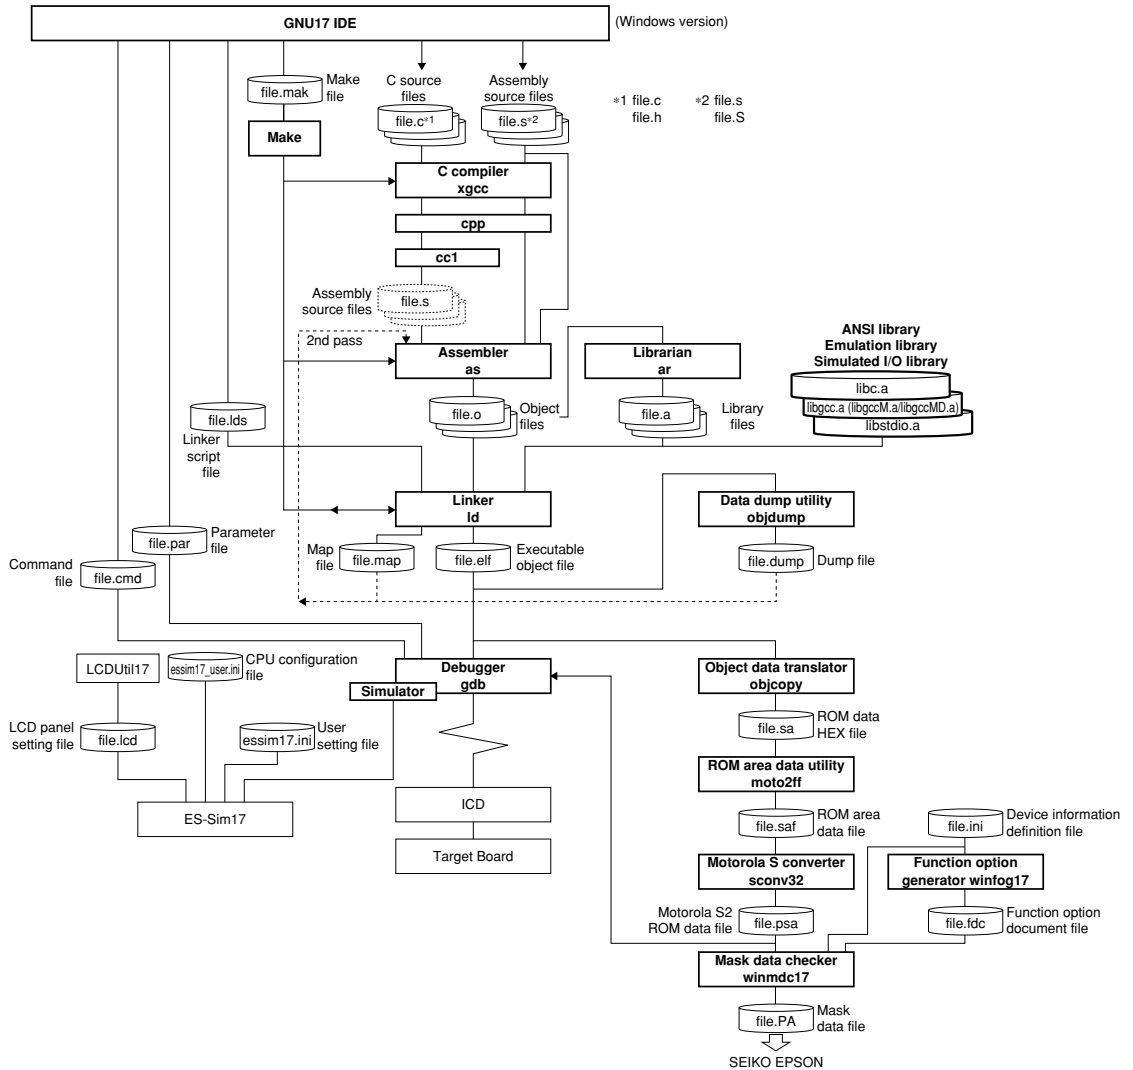 GNU17 IDE
(Windows version)
file.mak
Make
file
C source
files
Assembly
source files
file.c*1
file.s*2
*1 file.c
file.h
*2 file.s
file.S
Make
C compiler
xgcc
cpp
cc1
Assembly
source files
file.s
2nd pass
Assembler
as
Librarian
ar
ANSI library
Emulation library
Simulated I/O library
libc.a
libgcc.a (libgccM.a/libgccMD.a)
libstdio.a
file.lds
Linker
script
file
file.o
Object
files
file.a
Library
files
Linker
ld
Data dump utility
objdump
file.par
Parameter
file
Map
file
file.map
file.elf
Executable
object file
file.dump
Dump file
Command
file
file.cmd
LCDUtil17
essim17_user.ini
CPU configuration
file
Debugger
gdb
Simulator
Object data translator
objcopy
LCD panel
setting file
file.lcd
essim17.ini
User
setting file
file.sa
ROM data
HEX file
ROM area data utility
moto2ff
ES-Sim17
ICD
Target Board
file.saf
ROM area
data file
file.ini
Device information
definition file
Motorola S converter
sconv32
Function option
generator winfog17
Motorola S2
ROM data file
file.psa
file.fdc
Function option
document file
Mask data checker
winmdc17
file.PA
Mask
data file
SEIKO EPSON